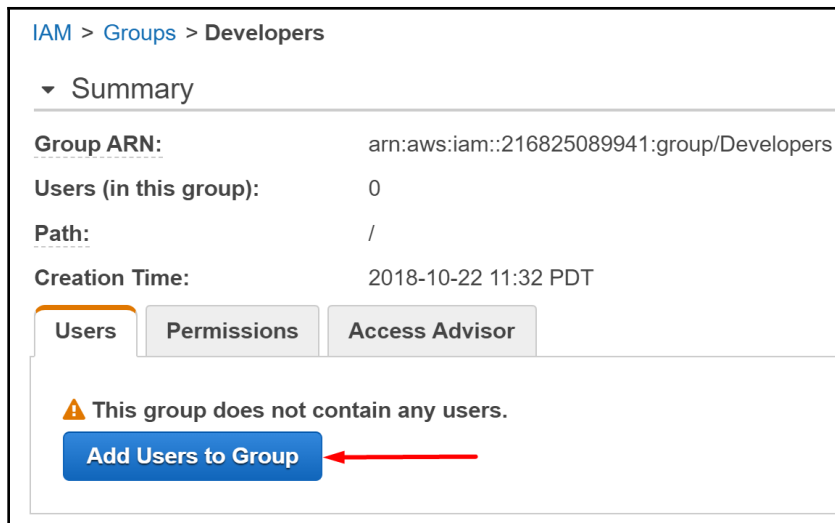 IAM > Groups > Developers
Summary
Group ARN: arn:aws:iam::216825089941:group/Developers
Users (in this group): 0
Path: /
Creation Time: 2018-10-22 11:32 PDT
Users Permissions Access Advisor
This group does not contain any users.
Add Users to Group